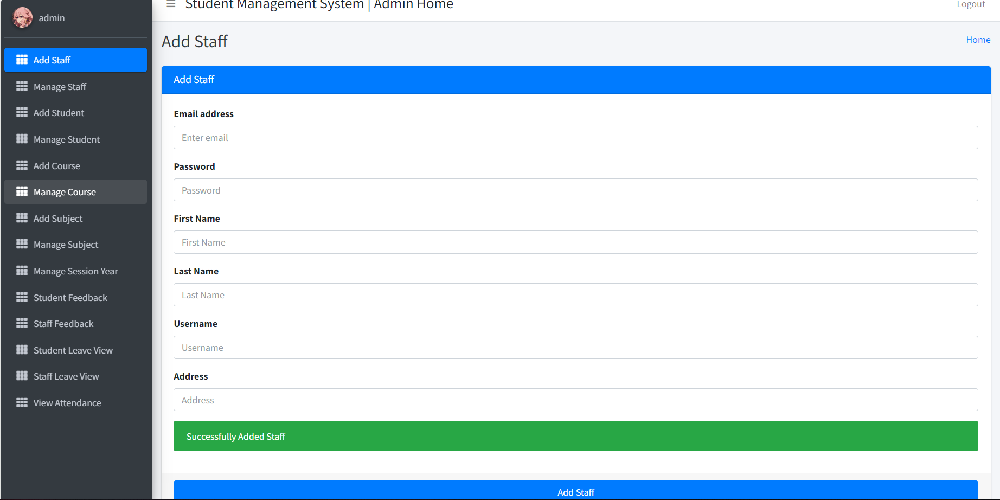 admin
Add Staff
Manage Staff
Add Student
Manage Student
Add Course
Manage Course
Add Subject
Manage Subject
Manage Session Year
Student Feedback
Staff Feedback
Student Leave View
Staff Leave View
View Attendance
Student Management System | Admin Home
Logout
Add Staff
Home
Add Staff
Email address
Enter email
Password
Password
First Name
First Name
Last Name
Last Name
Username
Username
Address
Address
Successfully Added Staff
Add Staff